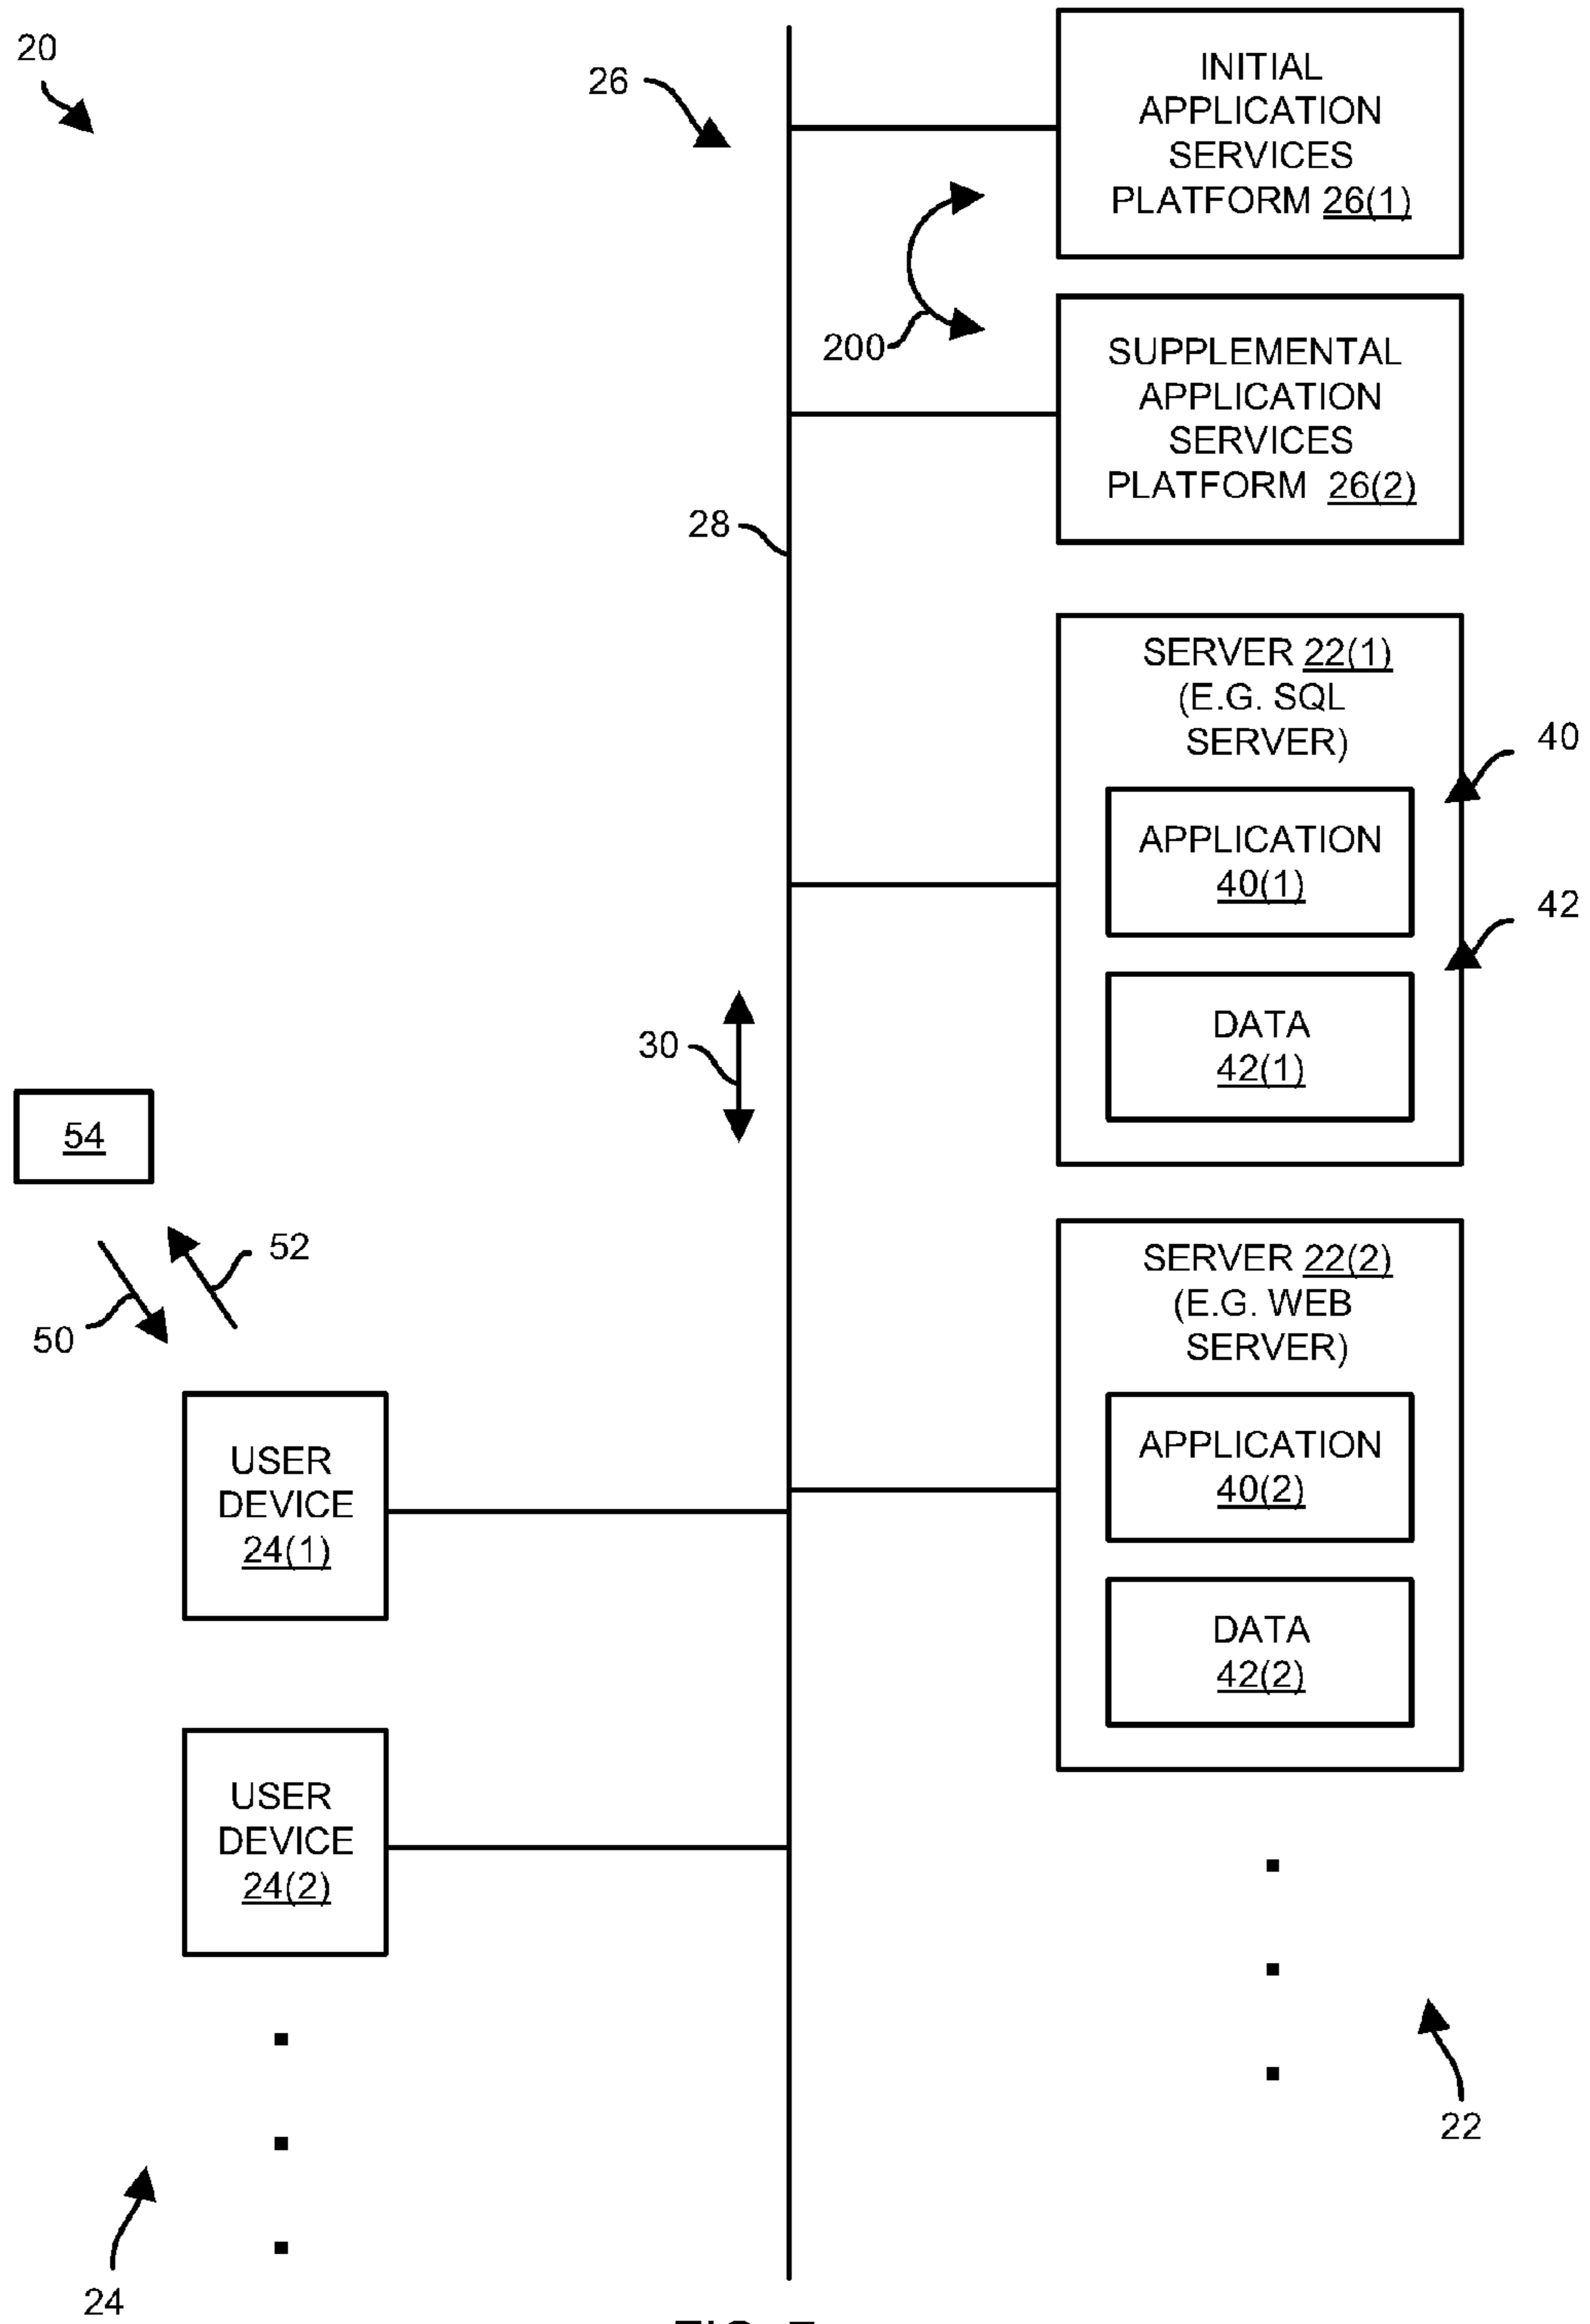 20
26
INITIAL
APPLICATION
SERVICES
PLATFORM 26(1)
200
SUPPLEMENTAL
APPLICATION
SERVICES
PLATFORM 26(2)
28
SERVER 22(1)
(E.G. SQL
SERVER)
40
APPLICATION
40(1)
42
DATA
42(1)
30
54
52
50
SERVER 22(2)
(E.G. WEB
SERVER)
APPLICATION
40(2)
DATA
42(2)
USER
DEVICE
24(1)
USER
DEVICE
24(2)
22
24